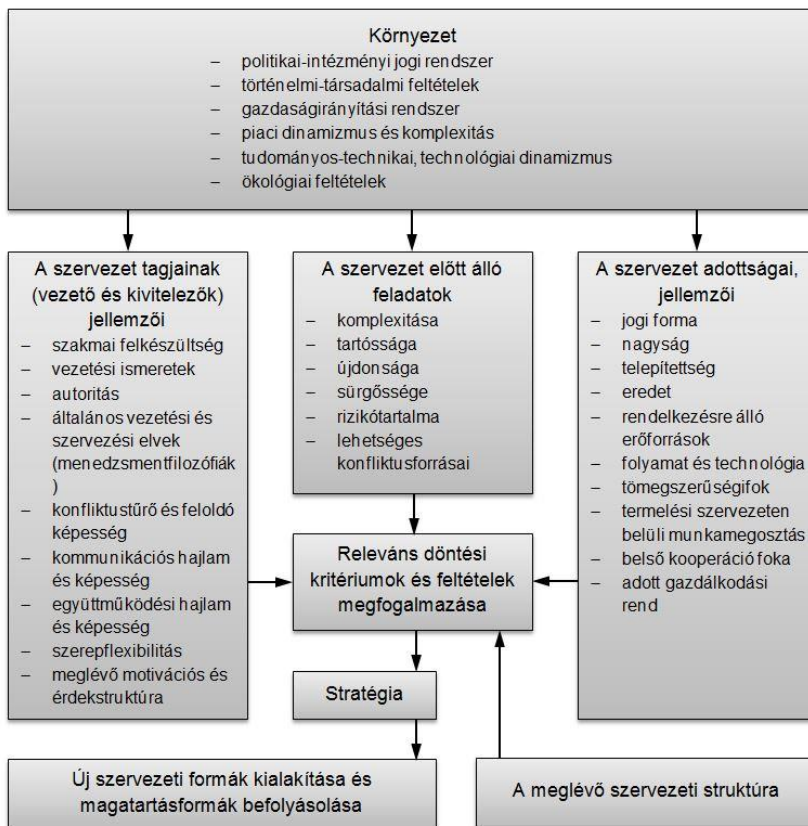 Környezet
– politikai-intézményi jogi rendszer
– történelmi-társadalmi feltételek
– gazdaságirányítási rendszer
– piaci dinamizmus és komplexitás
– tudományos-technikai, technológiai dinamizmus
– ökológiai feltételek
A szervezet tagjainak
(vezető és kivitelezők)
jellemzői
– szakmai felkészültség
– vezetési ismeretek
– autoritás
– általános vezetési és
szervezési elvek
(menedzsmentfilozófiák
)
– konfliktustűrő és feloldó
képesség
– kommunikációs hajlam
és képesség
– együttműködési hajlam
és képesség
– szerepflexibilitás
– meglévő motivációs és
érdekstruktúra
A szervezet előtt álló
feladatok
– komplexitása
– tartóssága
– újdonsága
– sürgőssége
– rizikótartalma
– lehetséges
konfliktusforrásai
A szervezet adottságai,
jellemzői
– jogi forma
– nagyság
– telepítettség
– eredet
– rendelkezésre álló
erőforrások
– folyamat és technológia
– tömegszerűségifok
– termelési szervezeten
belüli munkamegosztás
– belső kooperáció foka
– adott gazdálkodási
rend
Releváns döntési
kritériumok és feltételek
megfogalmazása
Stratégia
Új szervezeti formák kialakítása és
magatartásformák befolyásolása
A meglévő szervezeti struktúra